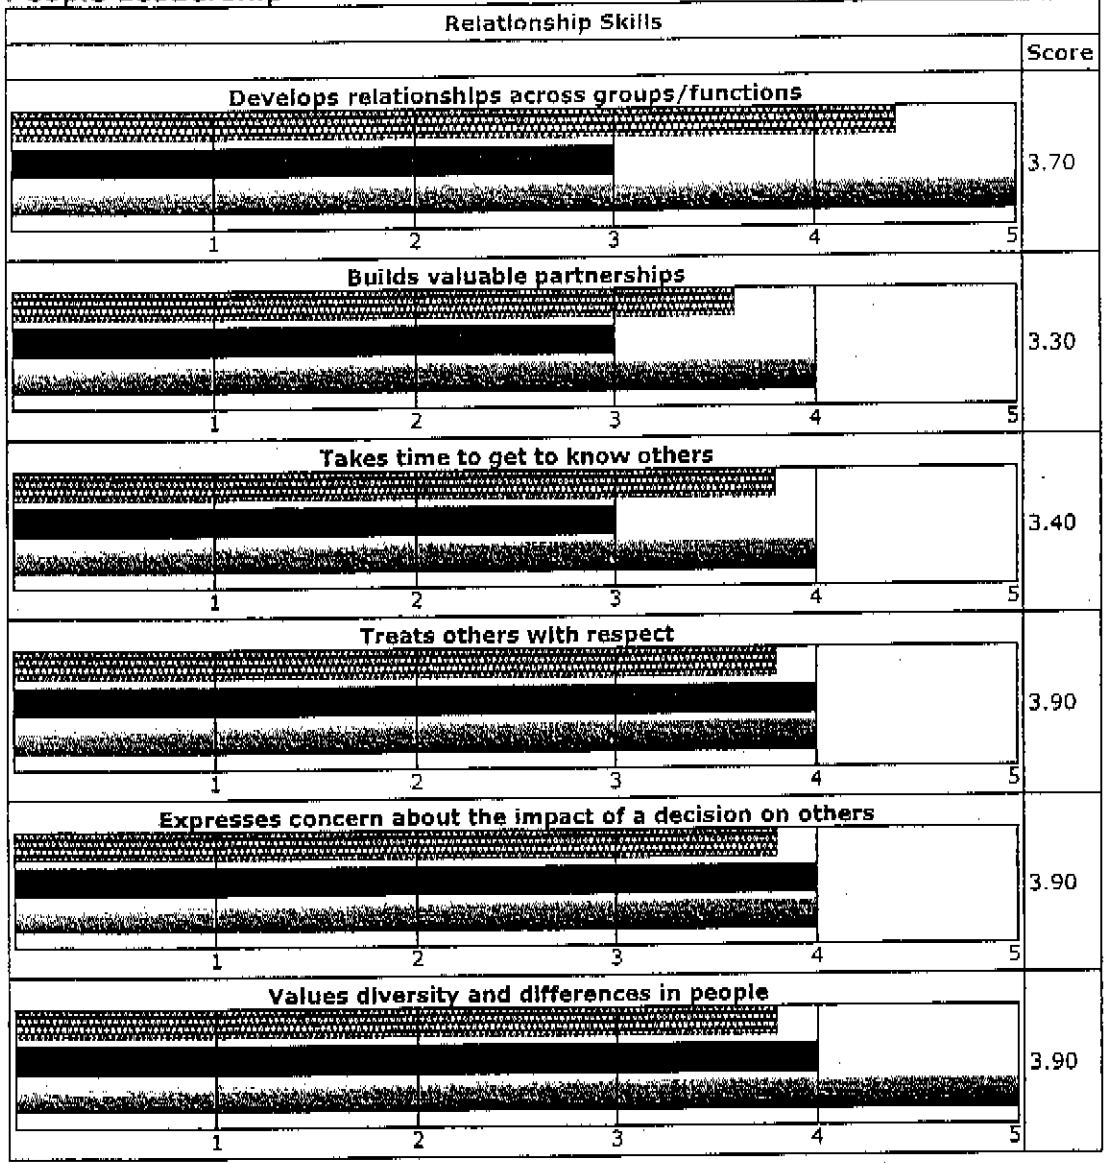 Relationship Skills
Score
Develops relationships across groups/functions
3.70
1 2 3 4 5
Builds valuable partnerships
3.30
1 2 3 4 5
Takes time to get to know others
3.40
1 2 3 4 5
Treats others with respect
3.90
1 2 3 4 5
Expresses concern about the impact of a decision on others
3.90
1 2 3 4 5
Values diversity and differences in people
3.90
1 2 3 4 5